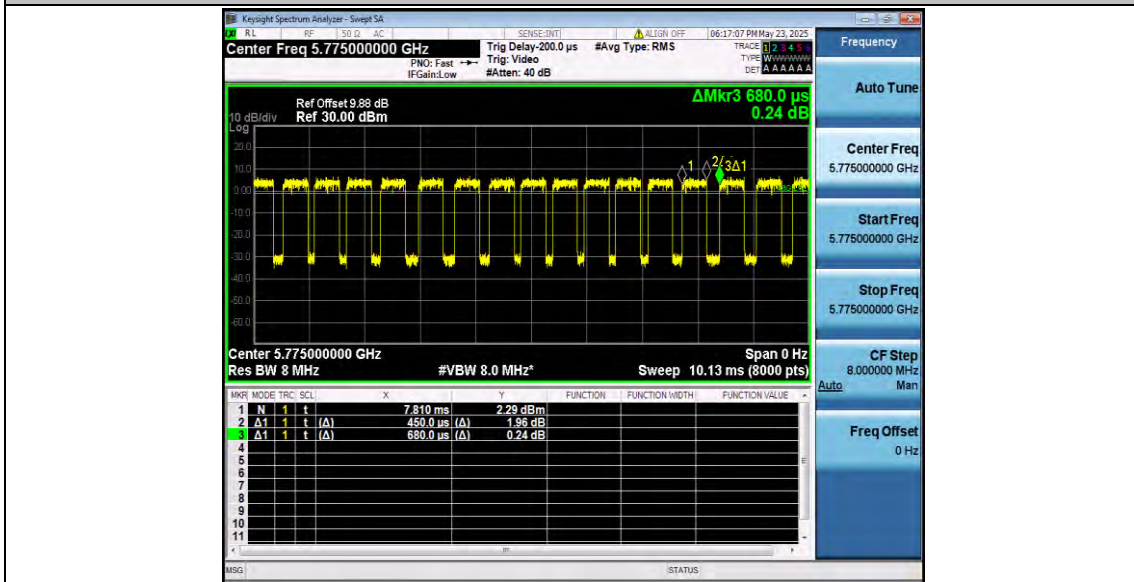 Keysight Spectrum Analyzer - Swept SA
RL RF 50 Ω AC SENSE:INT ALIGN OFF 06:17:07 PM May 23, 2025
Center Freq 5.775000000 GHz
PNO: Fast
IFGain:Low
Trig Delay-200.0 µs
Trig: Video
#Atten: 40 dB
#Avg Type: RMS
TRACE 1 2 3 4 5 6
TYPE WWWWWW
DET A A A A A A
ΔMkr3 680.0 µs
0.24 dB
Ref Offset 9.88 dB
10 dB/div Ref 30.00 dBm
Log
20.0
10.0
0.00
-10.0
-20.0
-30.0
-40.0
-50.0
-60.0
1 2 3Δ1
Center 5.775000000 GHz Span 0 Hz
Res BW 8 MHz #VBW 8.0 MHz* Sweep 10.13 ms (8000 pts)
MKR MODE TRC SCL X Y FUNCTION FUNCTION WIDTH FUNCTION VALUE
1 N 1 t 7.810 ms 2.29 dBm
2 Δ1 1 t (Δ) 450.0 µs (Δ) 1.96 dB
3 Δ1 1 t (Δ) 680.0 µs (Δ) 0.24 dB
4
5
6
7
8
9
10
11
MSG STATUS
Frequency
Auto Tune
Center Freq
5.775000000 GHz
Start Freq
5.775000000 GHz
Stop Freq
5.775000000 GHz
CF Step
8.000000 MHz
Auto Man
Freq Offset
0 Hz